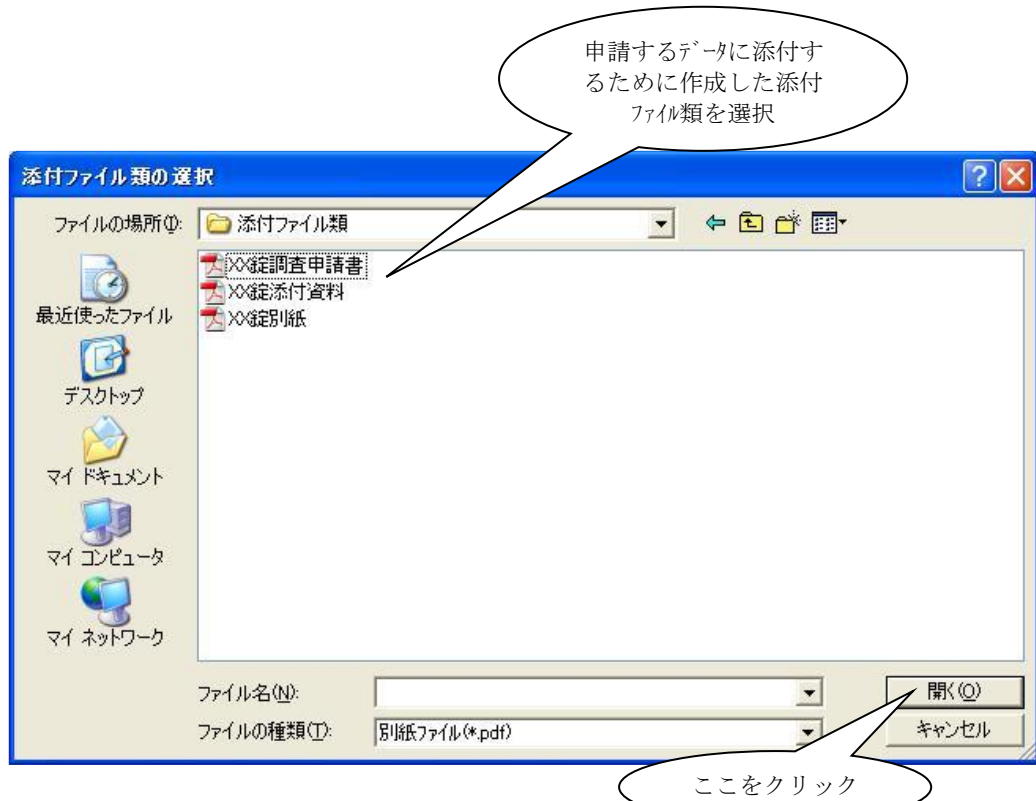 申請するﾃﾞｰﾀに添付す
るために作成した添付
ﾌｧｲﾙ類を選択
添付ファイル類の選択
ファイルの場所(I):
添付ファイル類
XX錠調査申請書
XX錠添付資料
XX錠別紙
最近使ったファイル
デスクトップ
マイ ドキュメント
マイ コンピュータ
マイ ネットワーク
ファイル名(N):
開く(O)
ファイルの種類(T):
別紙ファイル(*.pdf)
キャンセル
ここをクリック